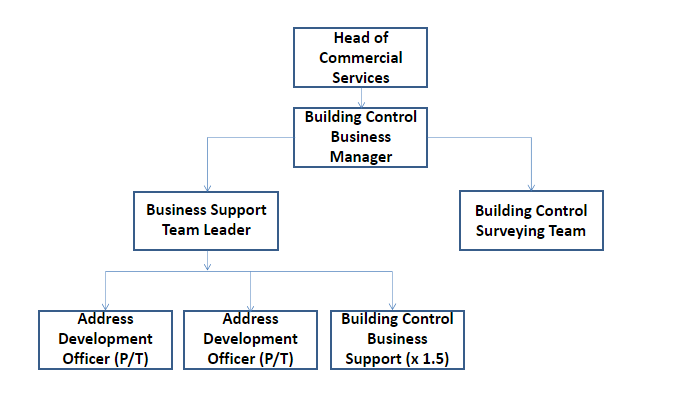 Head of
Commercial
Services
Building Control
Business
Manager
Business Support
Team Leader
Building Control
Surveying Team
Address
Development
Officer (P/T)
Address
Development
Officer (P/T)
Building Control
Business
Support (x 1.5)